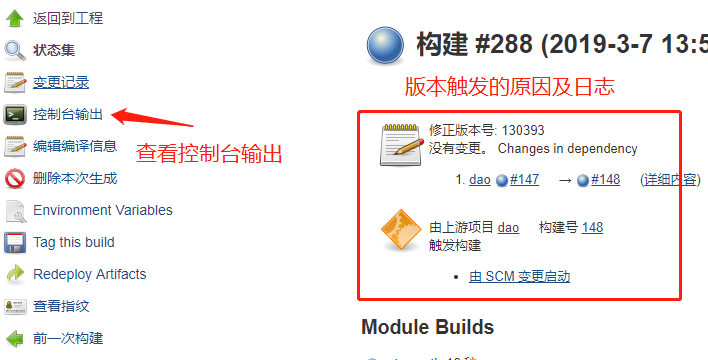 返回到工程
状态集
变更记录
控制台输出
查看控制台输出
编辑编译信息
删除本次生成
Environment Variables
Tag this build
Redeploy Artifacts
查看指纹
前一次构建
构建 #288 (2019-3-7 13:5
版本触发的原因及日志
修正版本号: 130393
没有变更。 Changes in dependency
1. dao #147 → #148 (详细内容)
由上游项目 dao 构建号 148
触发构建
• 由 SCM 变更启动
Module Builds